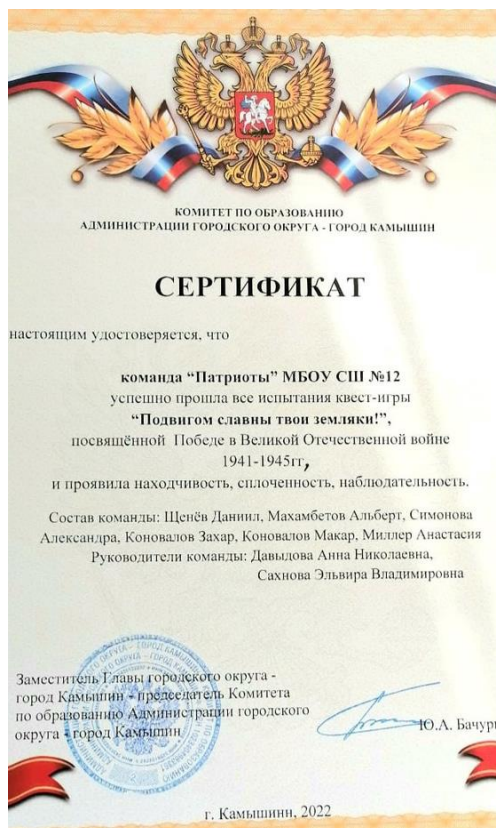 КОМИТЕТ ПО ОБРАЗОВАНИЮ
АДМИНИСТРАЦИИ ГОРОДСКОГО ОКРУГА - ГОРОД КАМЫШИН
СЕРТИФИКАТ
настоящим удостоверяется, что
команда “Патриоты” МБОУ СШ №12
успешно прошла все испытания квест-игры
“Подвигом славны твои земляки!”,
посвящённой Победе в Великой Отечественной войне
1941-1945гг,
и проявила находчивость, сплоченность, наблюдательность.
Состав команды: Щенёв Даниил, Махамбетов Альберт, Симонова
Александра, Коновалов Захар, Коновалов Макар, Миллер Анастасия
Руководители команды: Давыдова Анна Николаевна,
Сахнова Эльвира Владимировна
Заместитель Главы городского округа -
город Камышин - председатель Комитета
по образованию Администрации городского
округа - город Камышин
Ю.А. Бачур
г. Камышинн, 2022